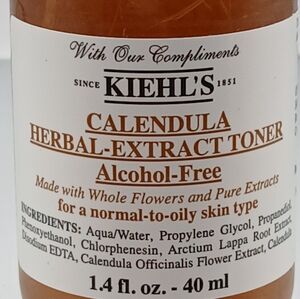 With Our Compliments
SINCE KIEHL'S 1851
CALENDULA
HERBAL-EXTRACT TONER
Alcohol-Free
Made with Whole Flowers and Pure Extracts
for a normal-to-oily skin type
INGREDIENTS: Aqua/Water, Propylene Glycol, Propanediol,
Phenoxyethanol, Chlorphenesin, Arctium Lappa Root Extract,
Disodium EDTA, Calendula Officinalis Flower Extract,
1.4 fl. oz. - 40 ml